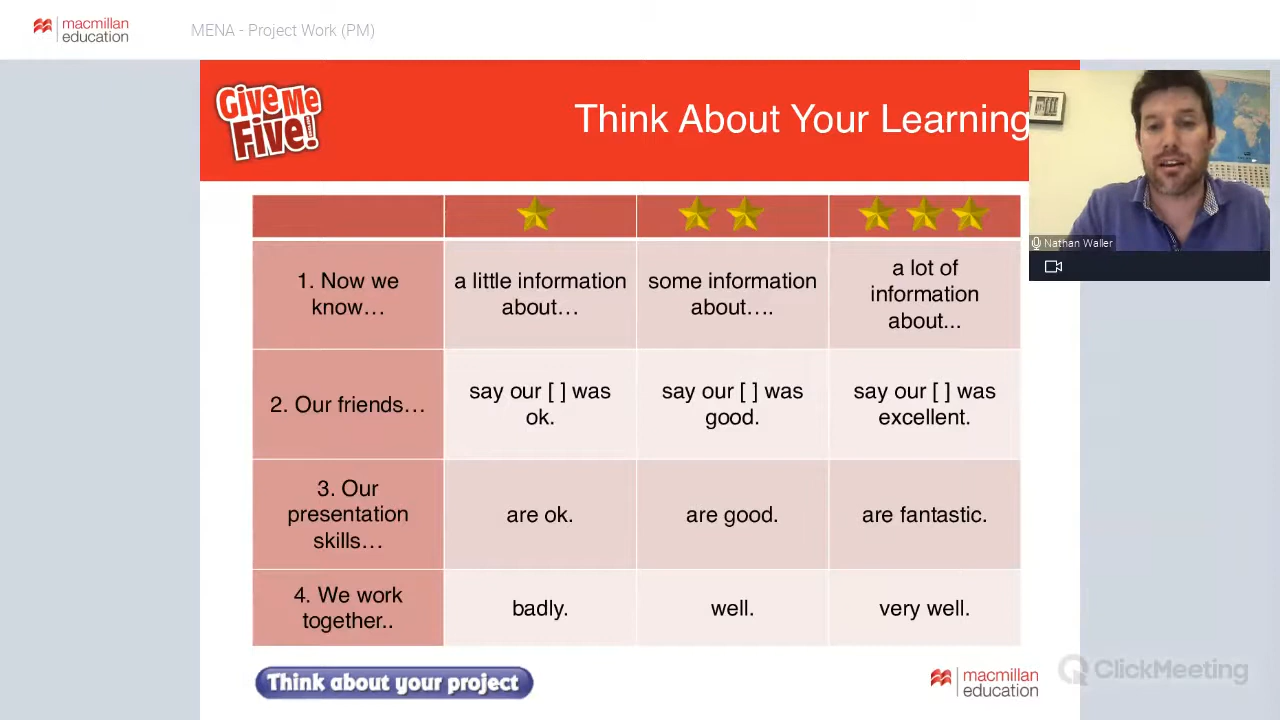 macmillan
education
MENA - Project Work (PM)
Give Me
Five!
Think About Your Learning
Nathan Waller
1. Now we
know…
a little information
about…
some information
about….
a lot of
information
about...
2. Our friends…
say our [ ] was
ok.
say our [ ] was
good.
say our [ ] was
excellent.
3. Our
presentation
skills…
are ok.
are good.
are fantastic.
4. We work
together..
badly.
well.
very well.
Think about your project
macmillan
education
ClickMeeting